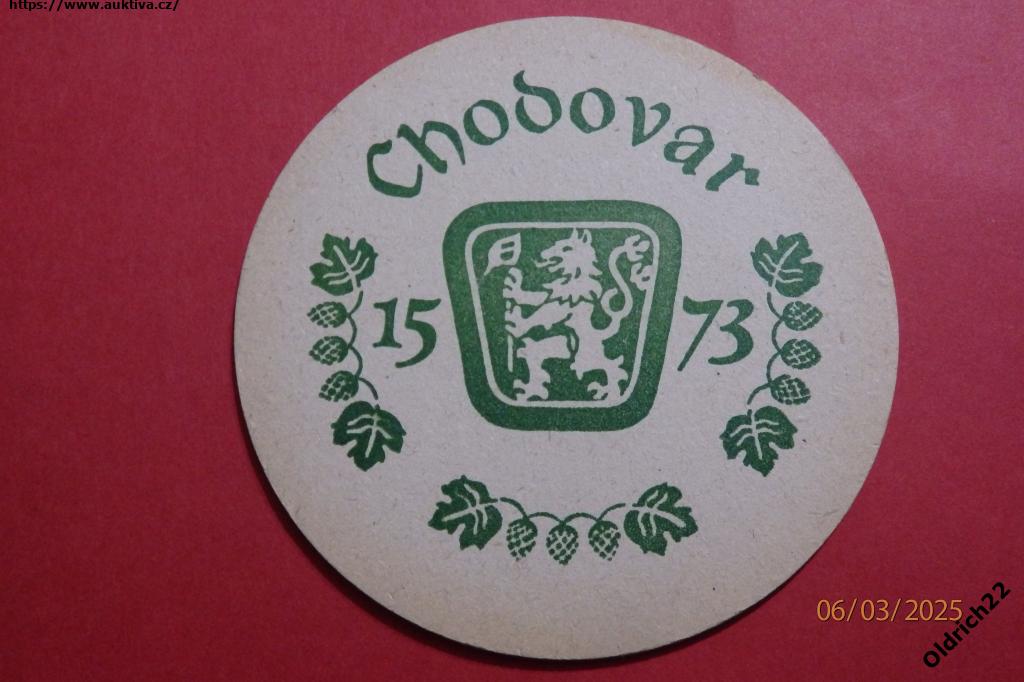 https://www.auktiva.cz/
Chodovar
15 73
06/03/2025
Oldrich22